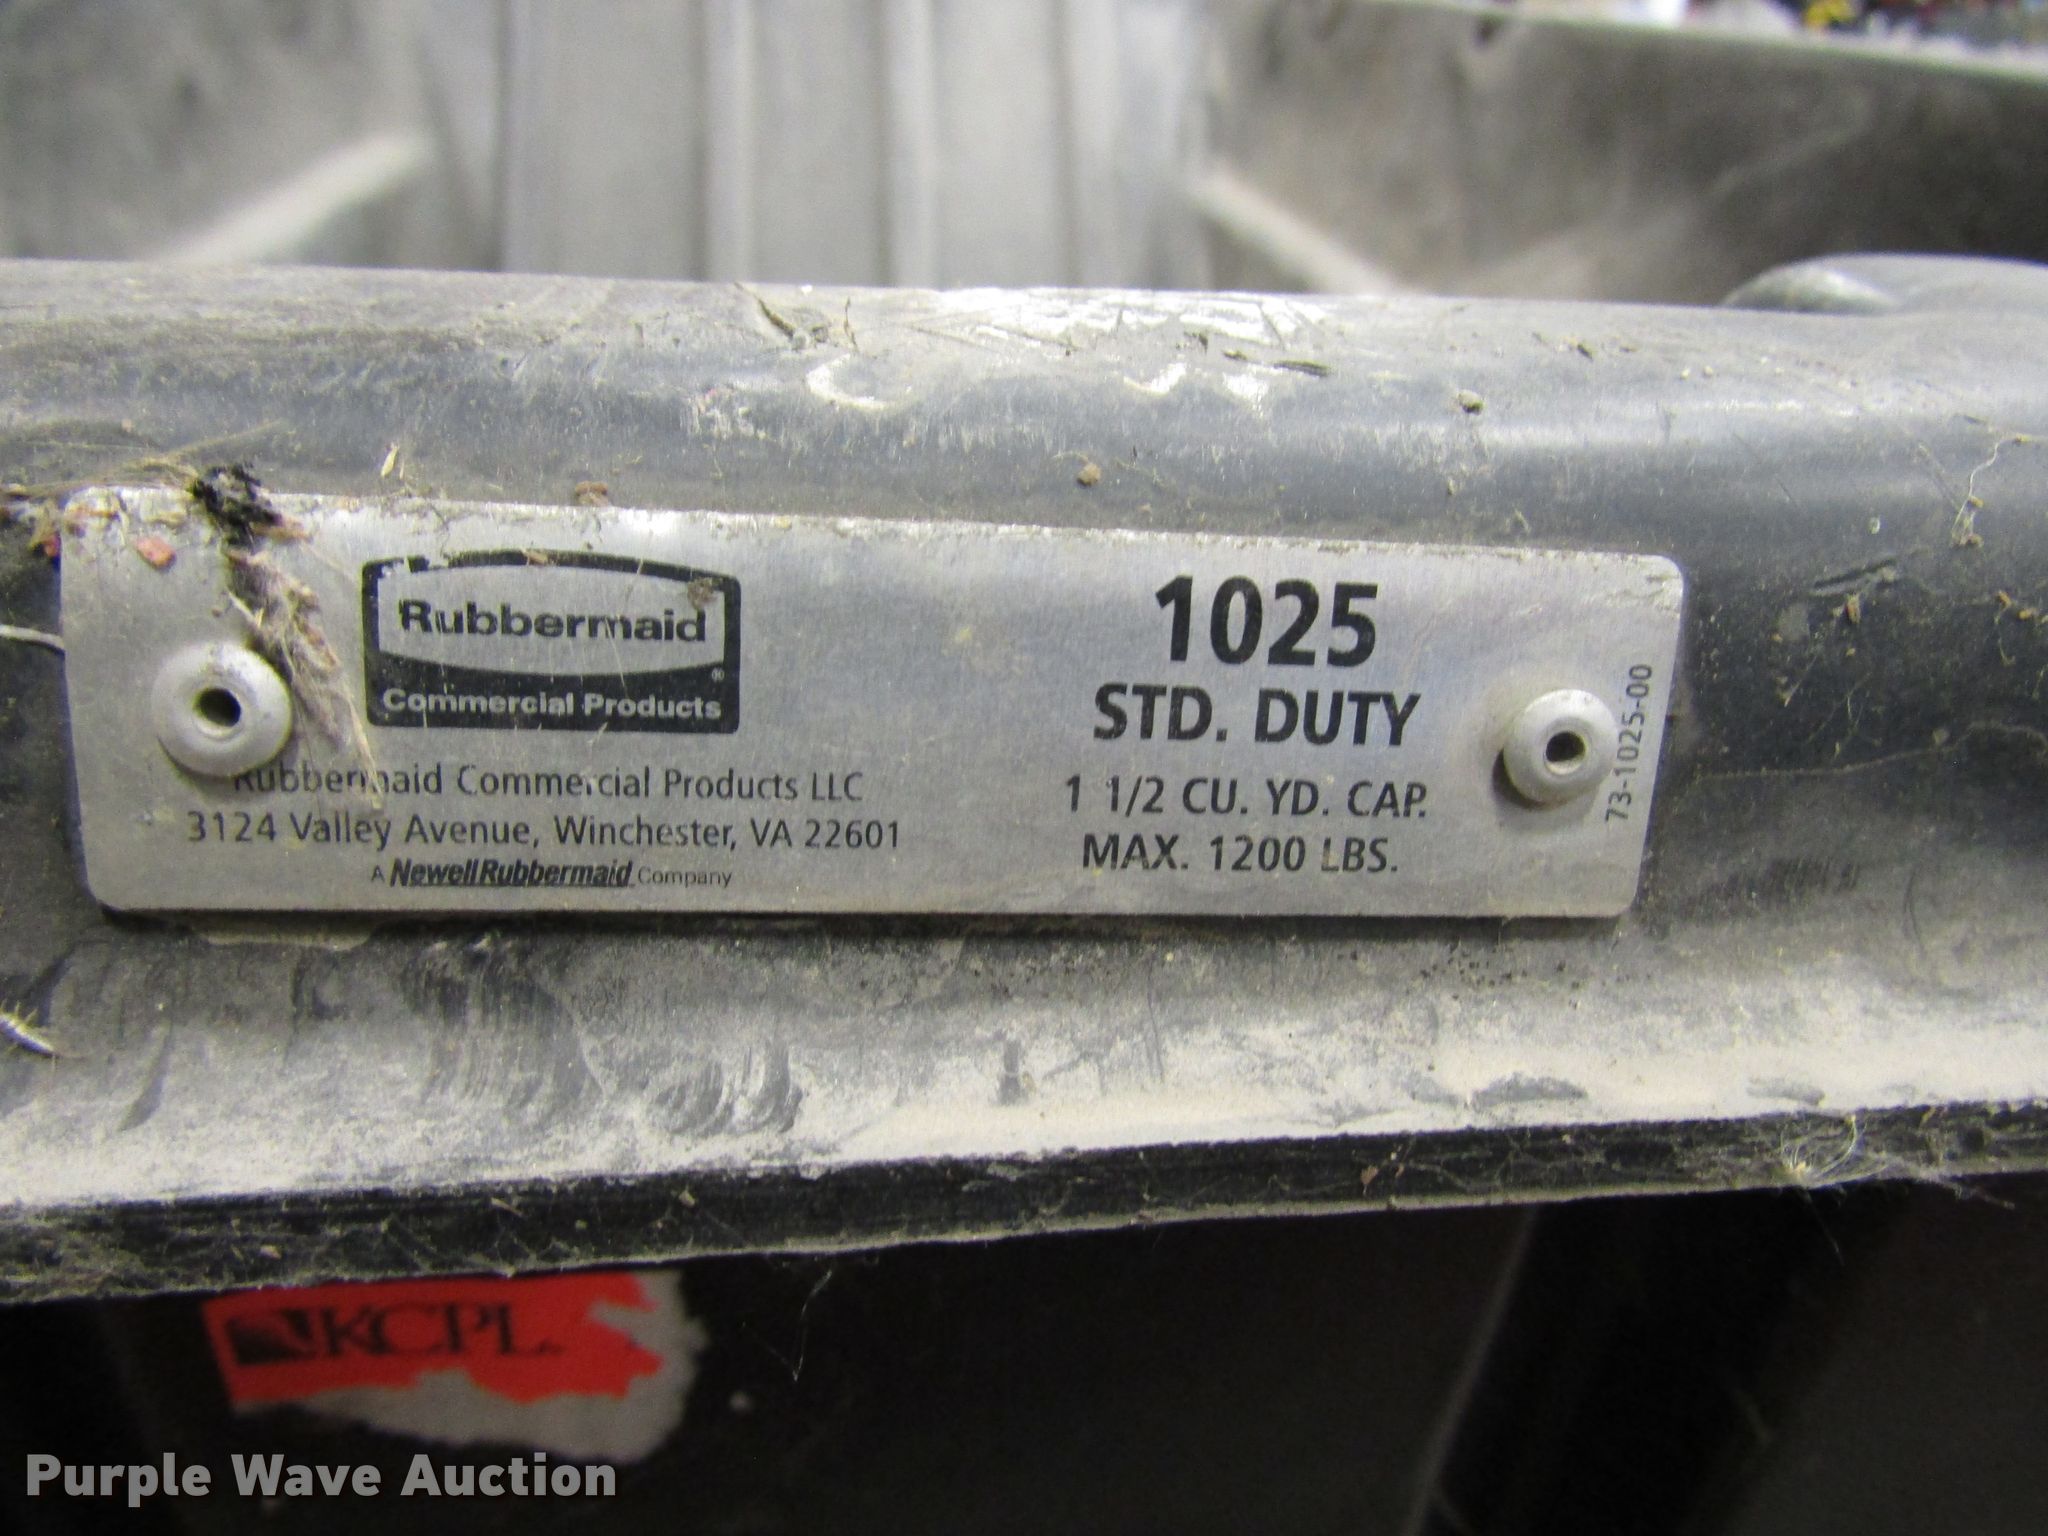 Rubbermaid
®
Commercial Products
Rubbermaid Commercial Products LLC
3124 Valley Avenue, Winchester, VA 22601
A NewellRubbermaid Company
1025
STD. DUTY
1 1/2 CU. YD. CAP.
MAX. 1200 LBS.
73-1025-00
KCPL
Purple Wave Auction